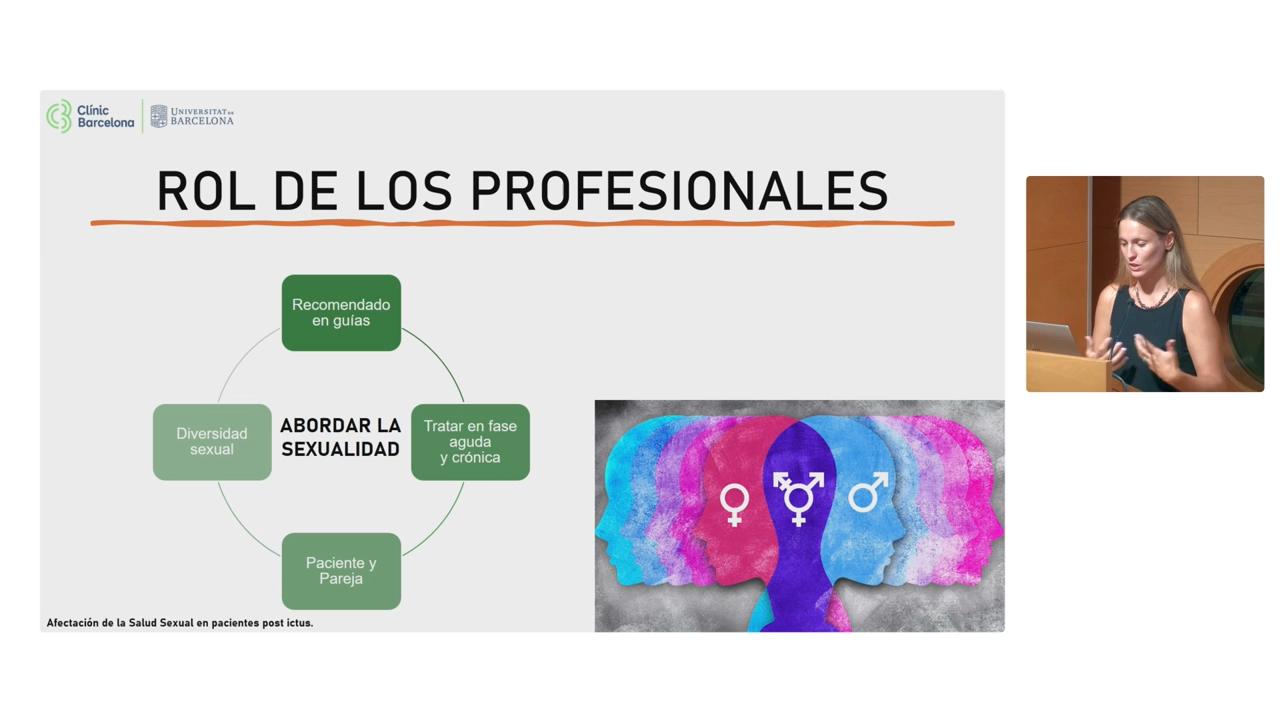 Clínic
Barcelona
UNIVERSITAT DE
BARCELONA
ROL DE LOS PROFESIONALES
Recomendado
en guías
Diversidad
sexual
ABORDAR LA
SEXUALIDAD
Tratar en fase
aguda
y crónica
Paciente y
Pareja
Afectación de la Salud Sexual en pacientes post ictus.